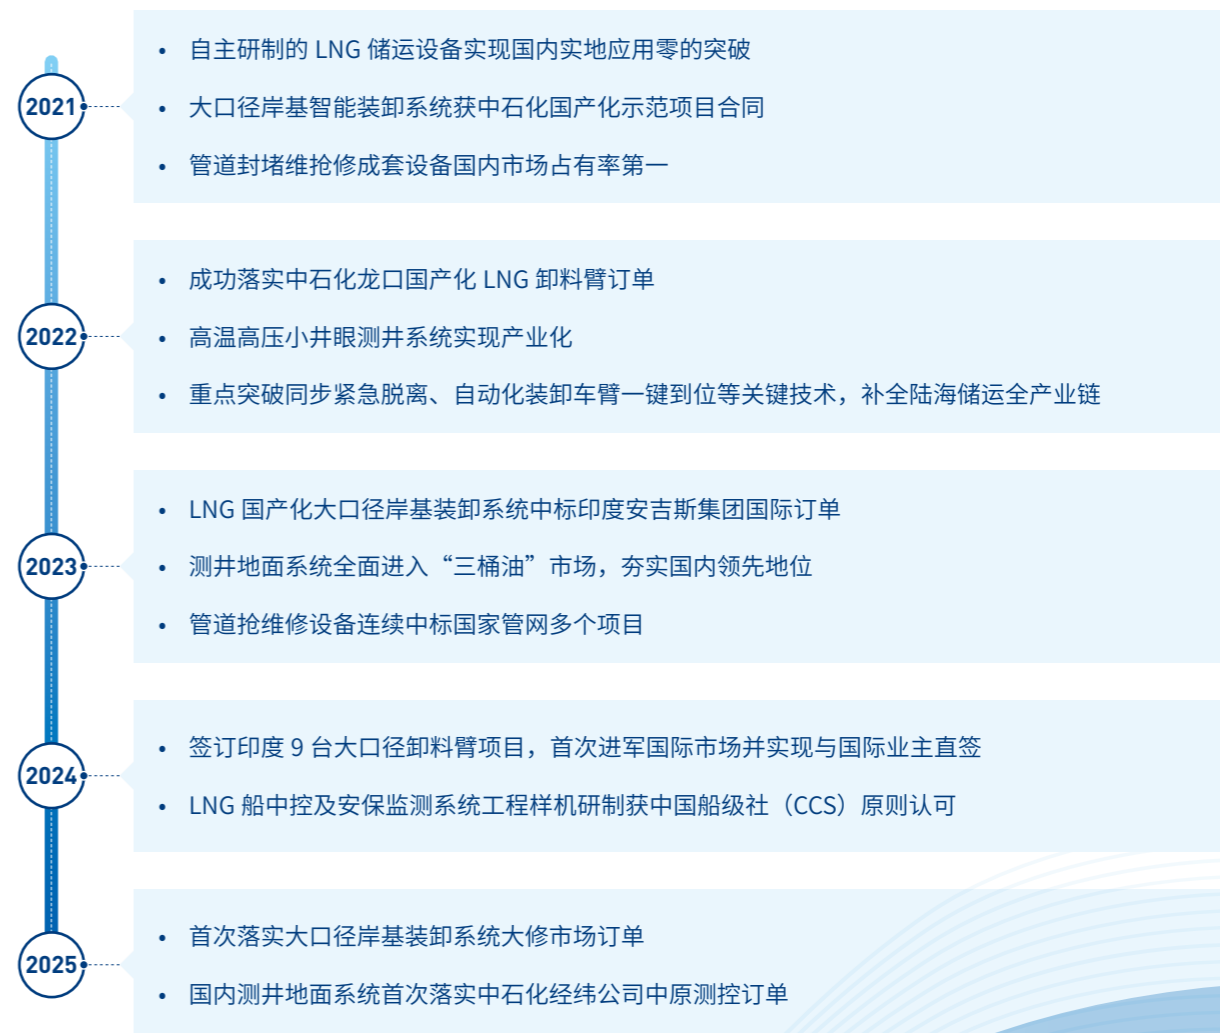 2021
• 自主研制的 LNG 储运设备实现国内实地应用零的突破
• 大口径岸基智能装卸系统获中石化国产化示范项目合同
• 管道封堵维抢修成套设备国内市场占有率第一
2022
• 成功落实中石化龙口国产化 LNG 卸料臂订单
• 高温高压小井眼测井系统实现产业化
• 重点突破同步紧急脱离、自动化装卸车臂一键到位等关键技术，补全陆海储运全产业链
2023
• LNG 国产化大口径岸基装卸系统中标印度安吉斯集团国际订单
• 测井地面系统全面进入“三桶油”市场，夯实国内领先地位
• 管道抢维修设备连续中标国家管网多个项目
2024
• 签订印度 9 台大口径卸料臂项目，首次进军国际市场并实现与国际业主直签
• LNG 船中控及安保监测系统工程样机研制获中国船级社（CCS）原则认可
2025
• 首次落实大口径岸基装卸系统大修市场订单
• 国内测井地面系统首次落实中石化经纬公司中原测控订单